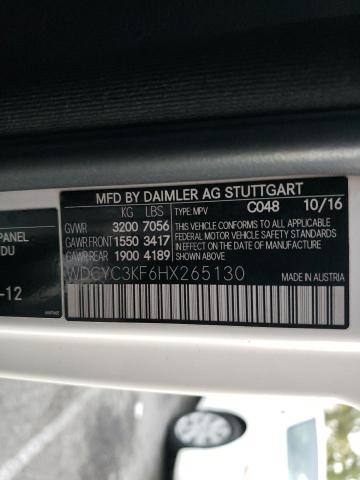 MFD BY DAIMLER AG STUTTGART
KG LBS TYPE: MPV C048 10/16
GVWR 3200 7056 THIS VEHICLE CONFORMS TO ALL APPLICABLE
GAWR.FRONT 1550 3417 FEDERAL MOTOR VEHICLE SAFETY STANDARDS
GAWR.REAR 1900 4189 IN EFFECT ON THE DATE OF MANUFACTURE
SHOWN ABOVE
WDCYC3KF6HX265130
MADE IN AUSTRIA
PANEL
DU
-12